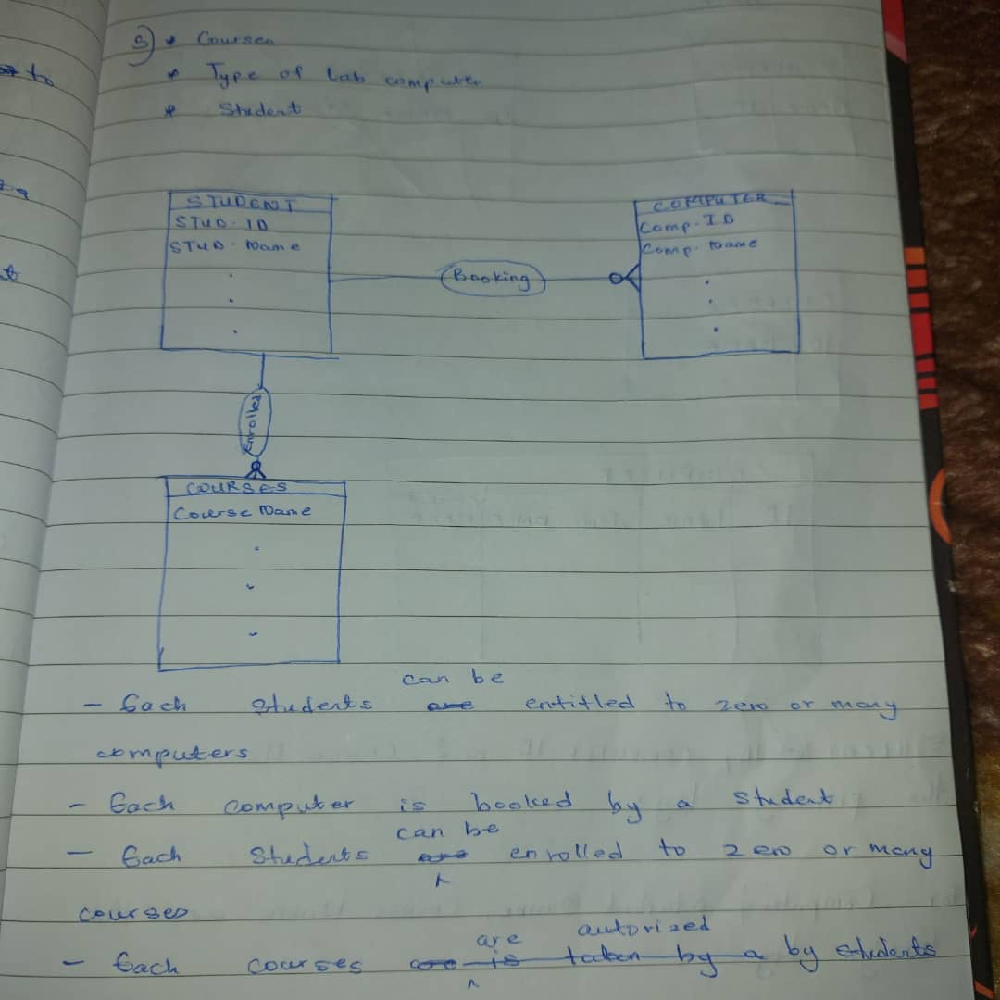 3) * Courses
* Type of Lab computer
* Student
STUDENT
STUD. ID
STUD. Name
COMPUTER
Comp. ID
Comp. Name
Booking
Enrolled
COURSES
Course Name
can be
- Each students are entitled to zero or many
computers
- Each computer is booked by a student
can be
- Each Students are enrolled to zero or many
courses
are autorized
- Each courses is taken by a by students
to